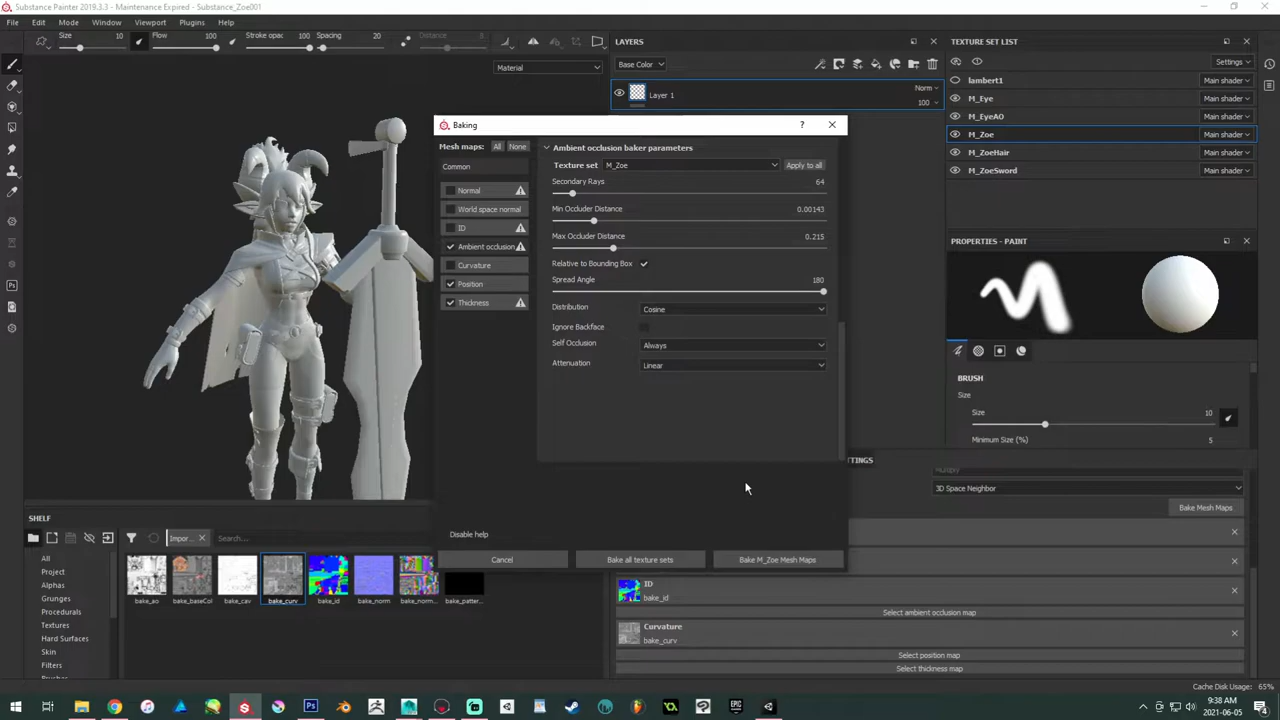 Substance Painter 2019.3.3 - Maintenance Expired - Substance_Zoe001
File Edit Mode Window Viewport Plugins Help
Size 10 Flow 100 Stroke opac 100 Spacing 20 Distance 8
Material
LAYERS
Base Color
Layer 1
Norm
100
TEXTURE SET LIST
Settings
lambert1 Main shader
M_Eye Main shader
M_EyeAO Main shader
M_Zoe Main shader
M_ZoeHair Main shader
M_ZoeSword Main shader
Baking
?
Mesh maps: All None
Common
Normal
World space normal
ID
Ambient occlusion
Curvature
Position
Thickness
Ambient occlusion baker parameters
Texture set M_Zoe Apply to all
Secondary Rays 64
Min Occluder Distance 0.00143
Max Occluder Distance 0.215
Relative to Bounding Box
Spread Angle 180
Distribution Cosine
Ignore Backface
Self Occlusion Always
Attenuation Linear
Disable help
Cancel Bake all texture sets Bake M_Zoe Mesh Maps
PROPERTIES - PAINT
BRUSH
Size
Size 10
Minimum Size (%) 5
TTINGS
3D Space Neighbor
Bake Mesh Maps
ID
bake_id
Select ambient occlusion map
Curvature
bake_curv
Select position map
Select thickness map
SHELF
Impor... Search...
All
Project
Alphas
Grunges
Procedurals
Textures
Hard Surfaces
Skin
Filters
bake_ao bake_baseCol bake_cav bake_curv bake_id bake_norm bake_norm... bake_patter...
Cache Disk Usage: 65%
Ps
9:38 AM
2021-06-05
4